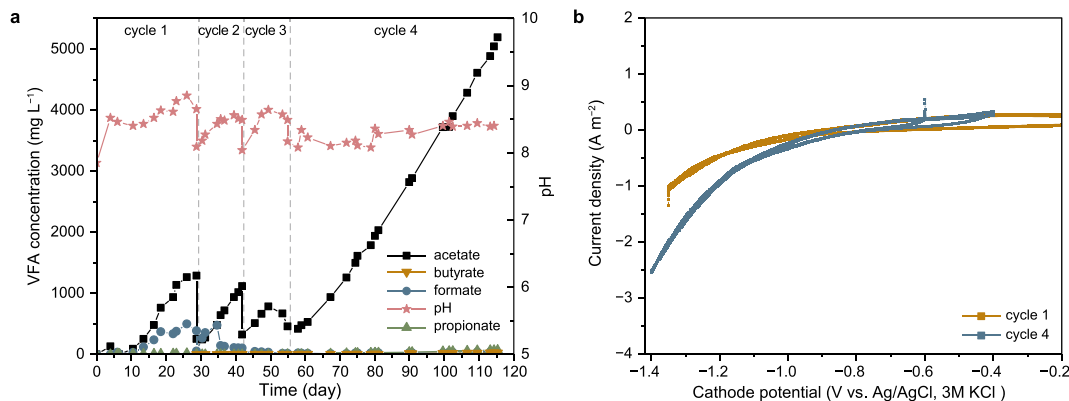 a
cycle 1
cycle 2
cycle 3
cycle 4
VFA concentration (mg L⁻¹)
5000
4000
3000
2000
1000
0
10
9
8
7
6
5
pH
acetate
butyrate
formate
pH
propionate
0 10 20 30 40 50 60 70 80 90 100 110 120
Time (day)
b
Current density (A m⁻²)
2
1
0
−1
−2
−3
−4
cycle 1
cycle 4
−1.4 −1.2 −1.0 −0.8 −0.6 −0.4 −0.2
Cathode potential (V vs. Ag/AgCl, 3M KCl )